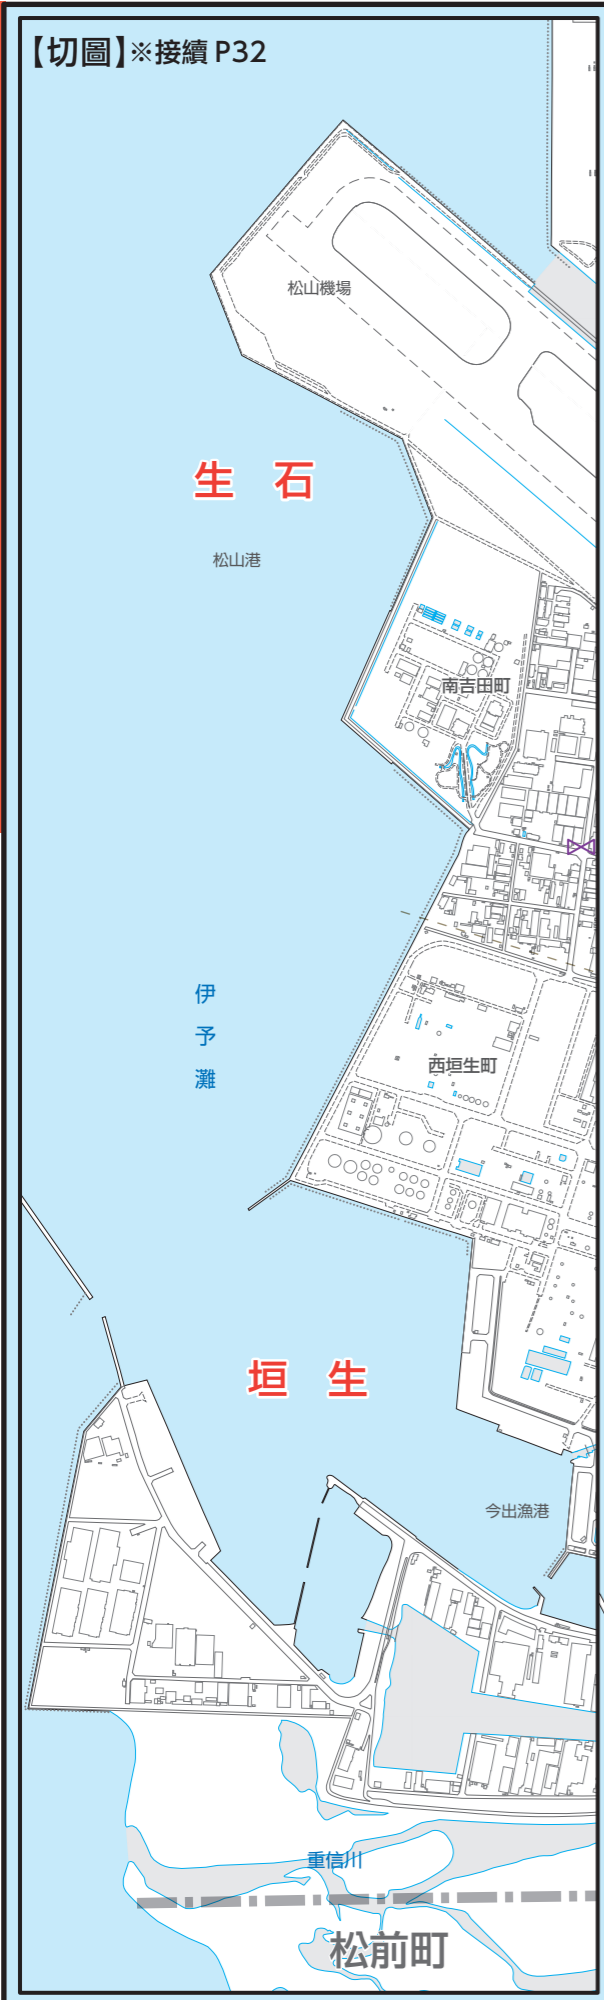 【切圖】※接續 P32
松山機場
生 石
松山港
南吉田町
伊予灘
西垣生町
垣 生
今出漁港
重信川
松前町